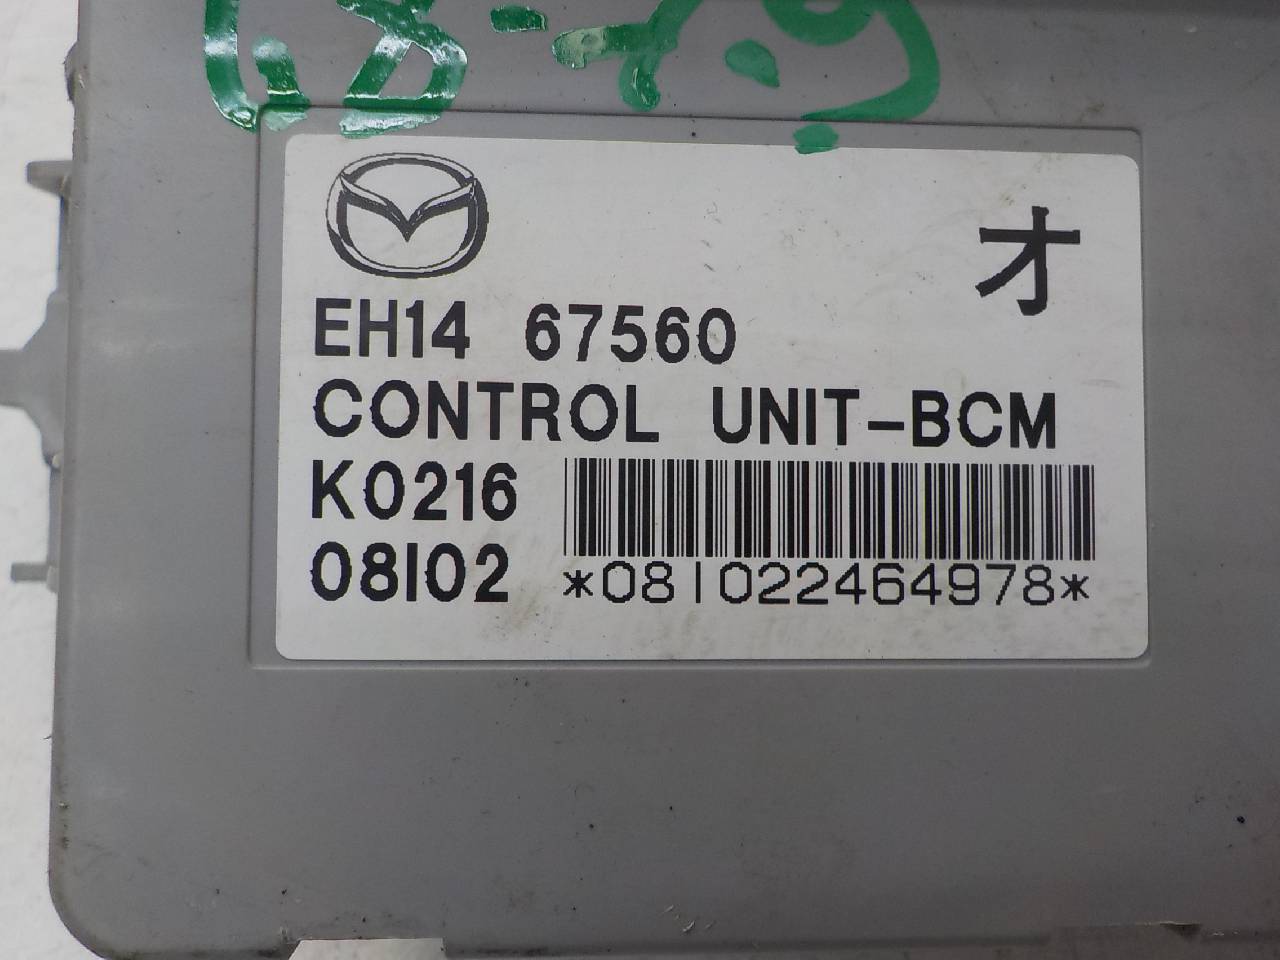 オ
EH14 67560
CONTROL UNIT-BCM
K0216
08I02 *08I022464978*